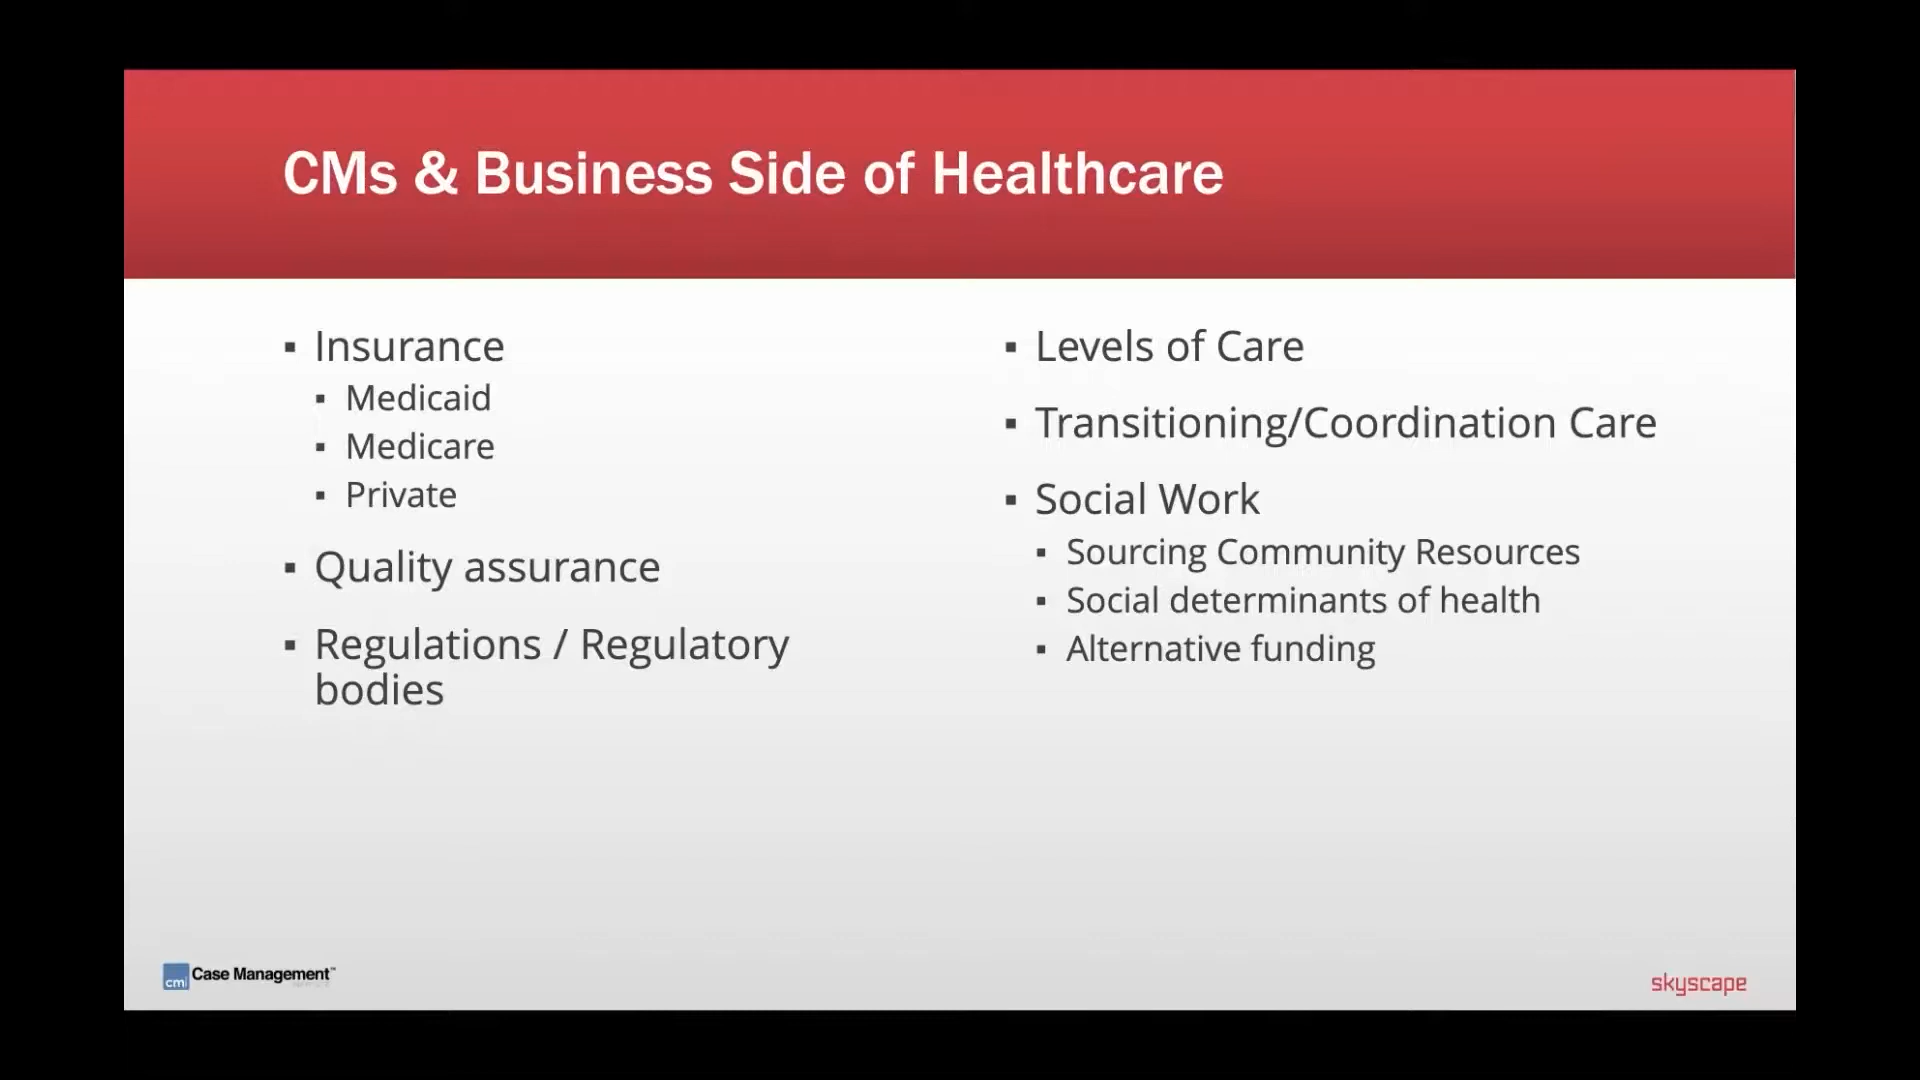 CMs & Business Side of Healthcare
▪ Insurance
▪ Medicaid
▪ Medicare
▪ Private
▪ Quality assurance
▪ Regulations / Regulatory
bodies
▪ Levels of Care
▪ Transitioning/Coordination Care
▪ Social Work
▪ Sourcing Community Resources
▪ Social determinants of health
▪ Alternative funding
cmi Case Management™
skyscape